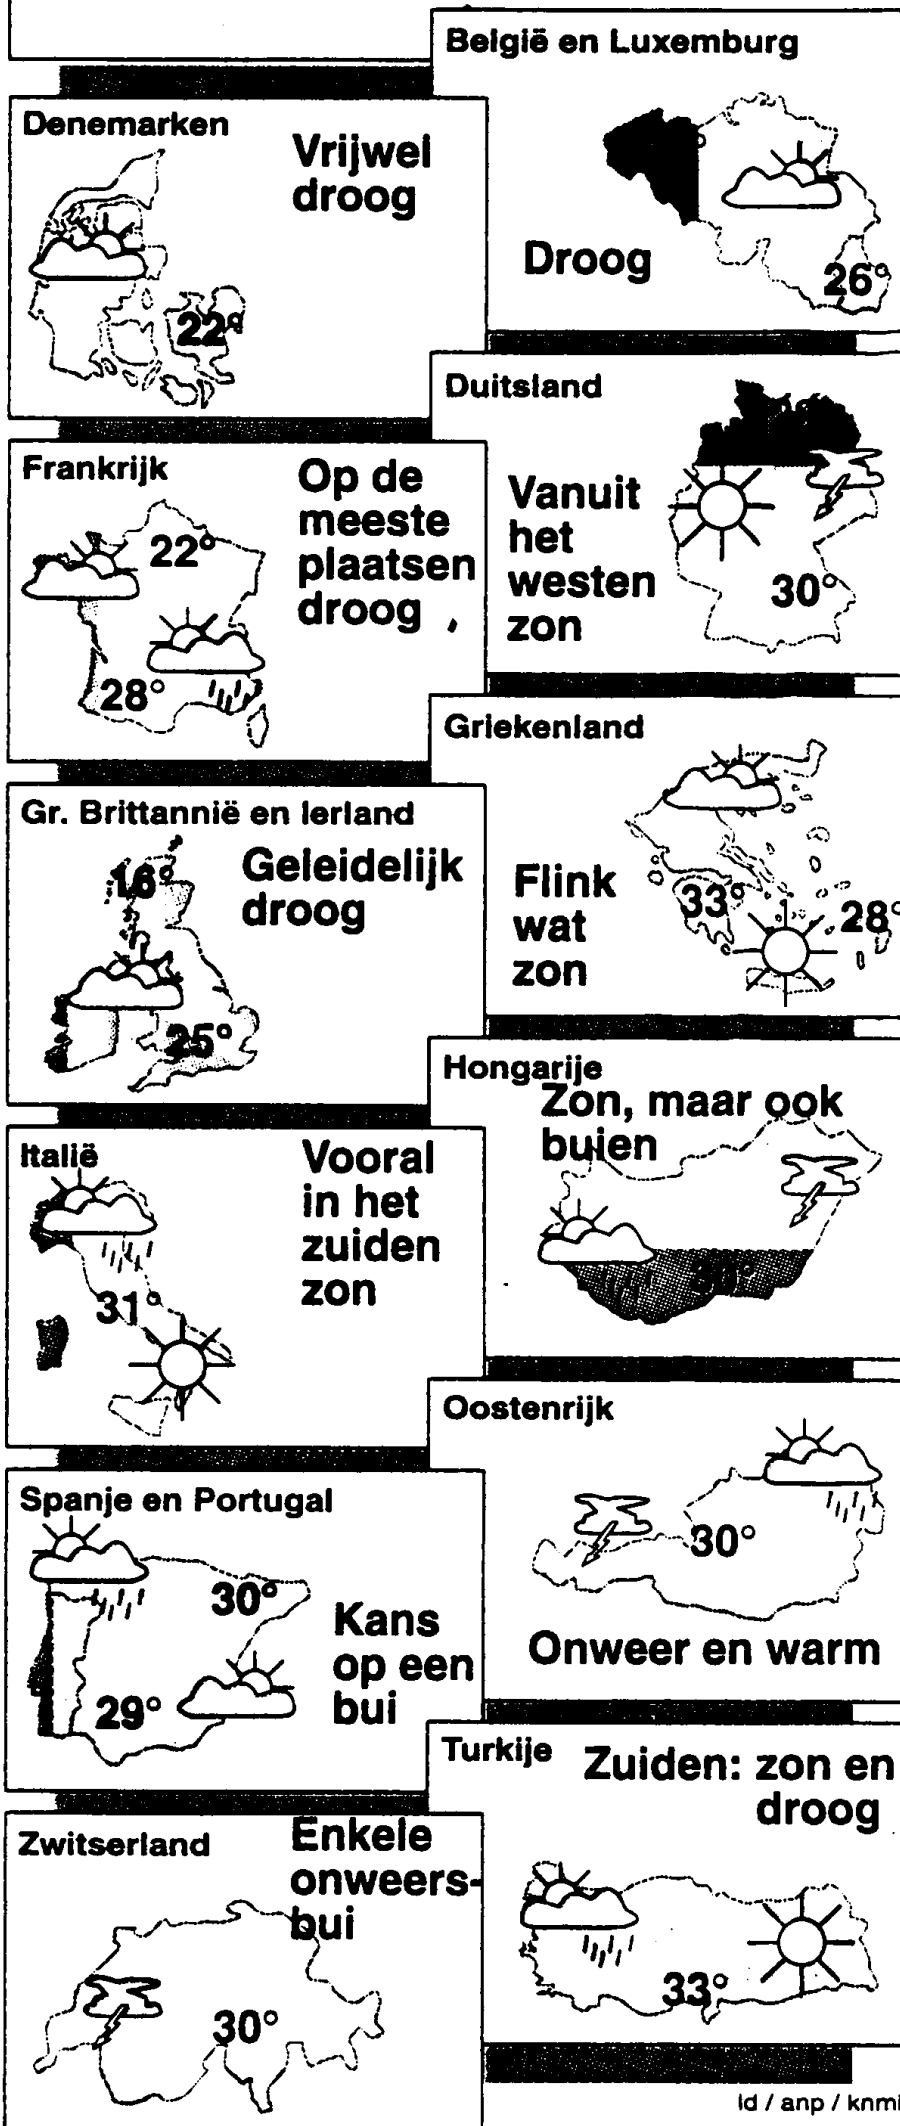 België en Luxemburg
Droog
26°
Denemarken
Vrijwel
droog
22°
Duitsland
Vanuit
het
westen
zon
30°
Frankrijk
Op de
meeste
plaatsen
droog
22°
28°
Griekenland
Flink
wat
zon
33°
28°
Gr. Brittannië en Ierland
Geleidelijk
droog
16°
25°
Hongarije
Zon, maar ook
buien
30°
Italië
Vooral
in het
zuiden
zon
31°
Oostenrijk
30°
Onweer en warm
Spanje en Portugal
30°
Kans
op een
bui
29°
Turkije
Zuiden: zon en
droog
33°
Zwitserland
Enkele
onweers-
bui
30°
ld / anp / knmi